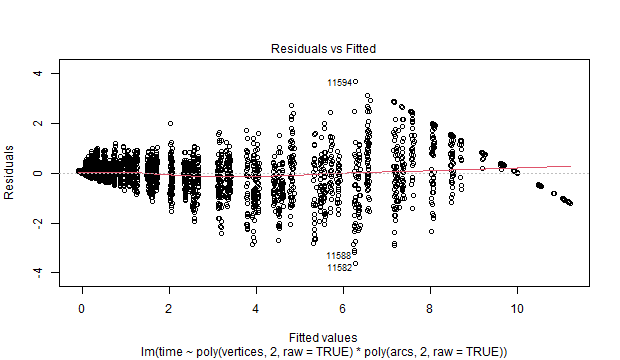 Residuals vs Fitted
Residuals
4
2
0
-2
-4
11594
11588
11582
0 2 4 6 8 10
Fitted values
lm(time ~ poly(vertices, 2, raw = TRUE) * poly(arcs, 2, raw = TRUE))